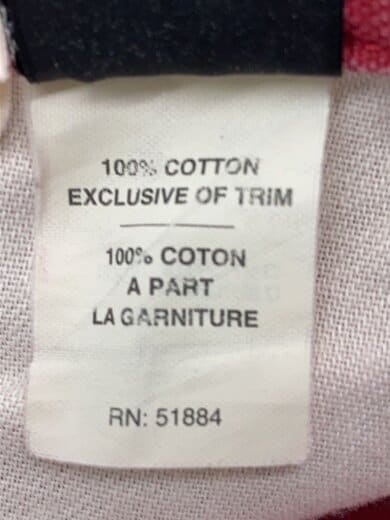 100% COTTON
EXCLUSIVE OF TRIM
100% COTON
A PART
LA GARNITURE
RN: 51884